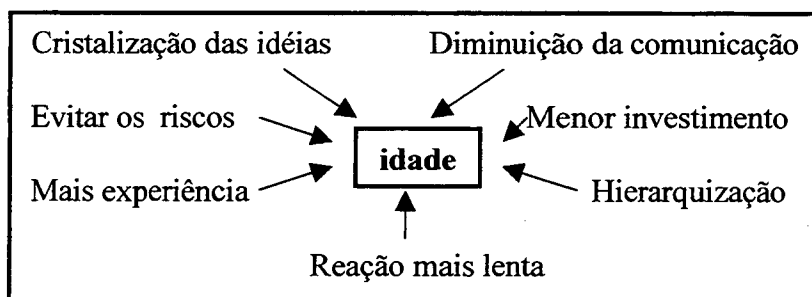 Cristalização das idéias Diminuição da comunicação
Evitar os riscos Menor investimento
idade
Mais experiência Hierarquização
Reação mais lenta